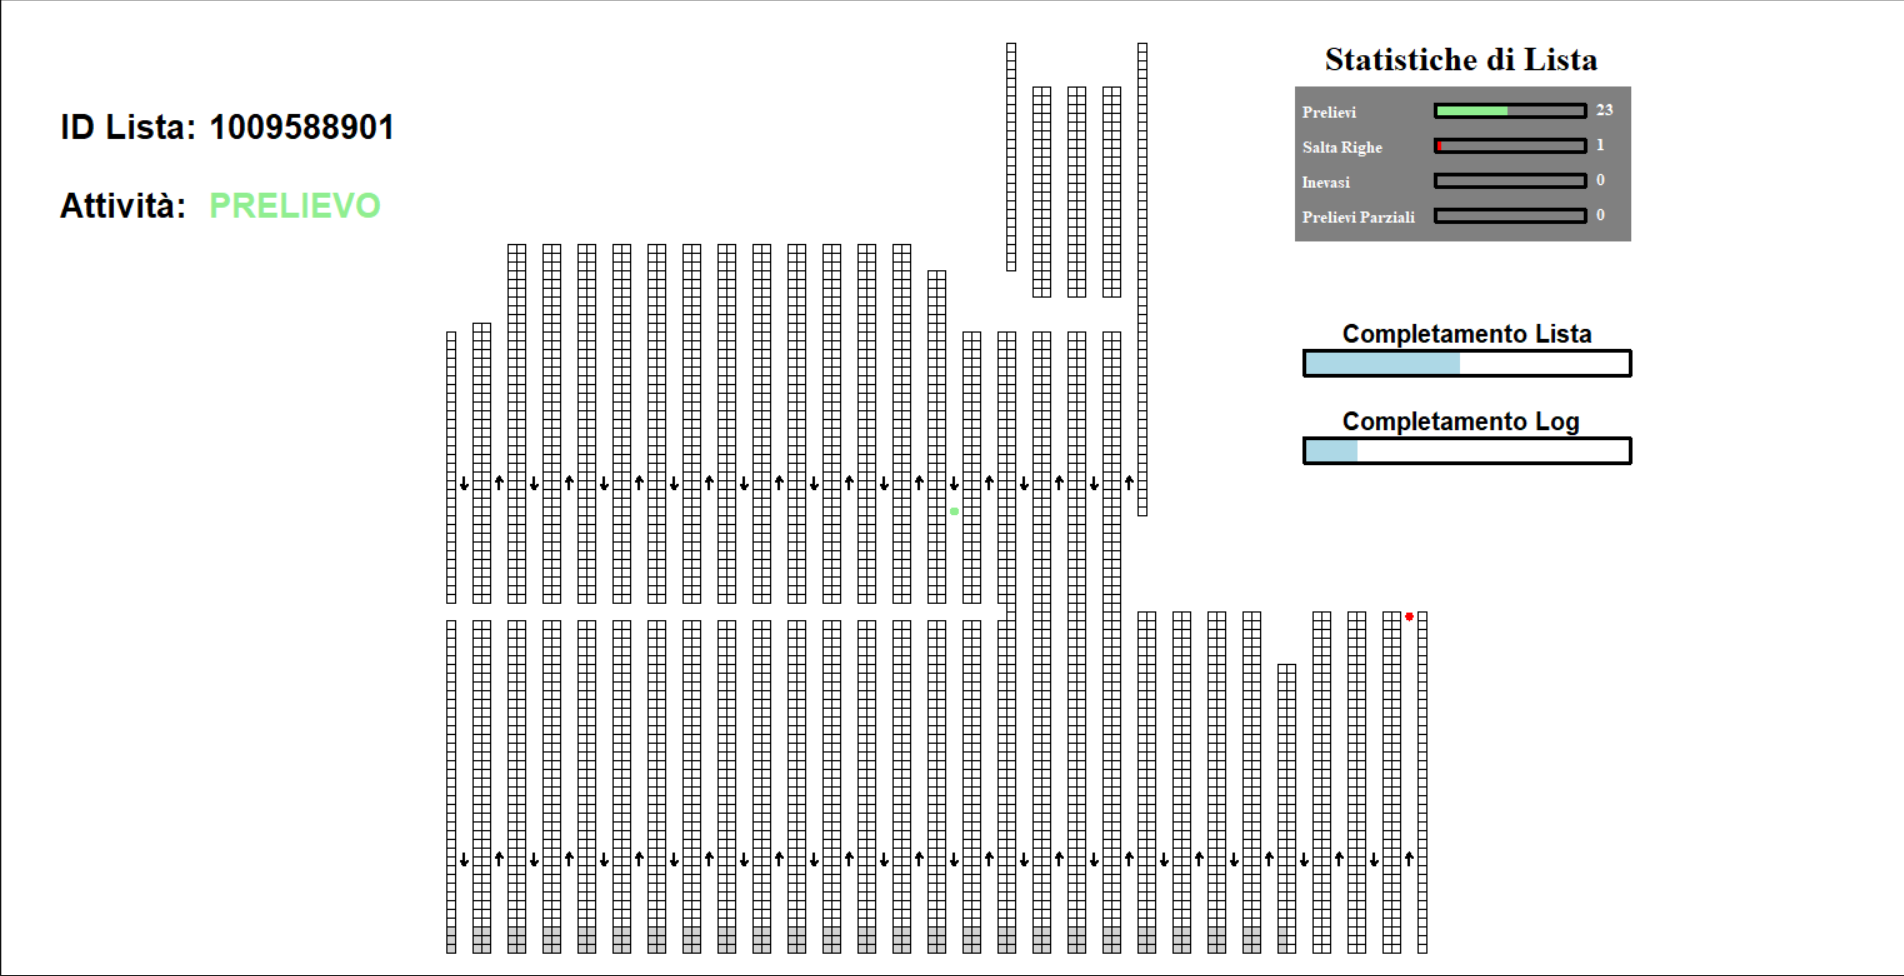 ID Lista: 1009588901
Attività: PRELIEVO
Statistiche di Lista
Prelievi 23
Salta Righe 1
Inevasi 0
Prelievi Parziali 0
Completamento Lista
Completamento Log